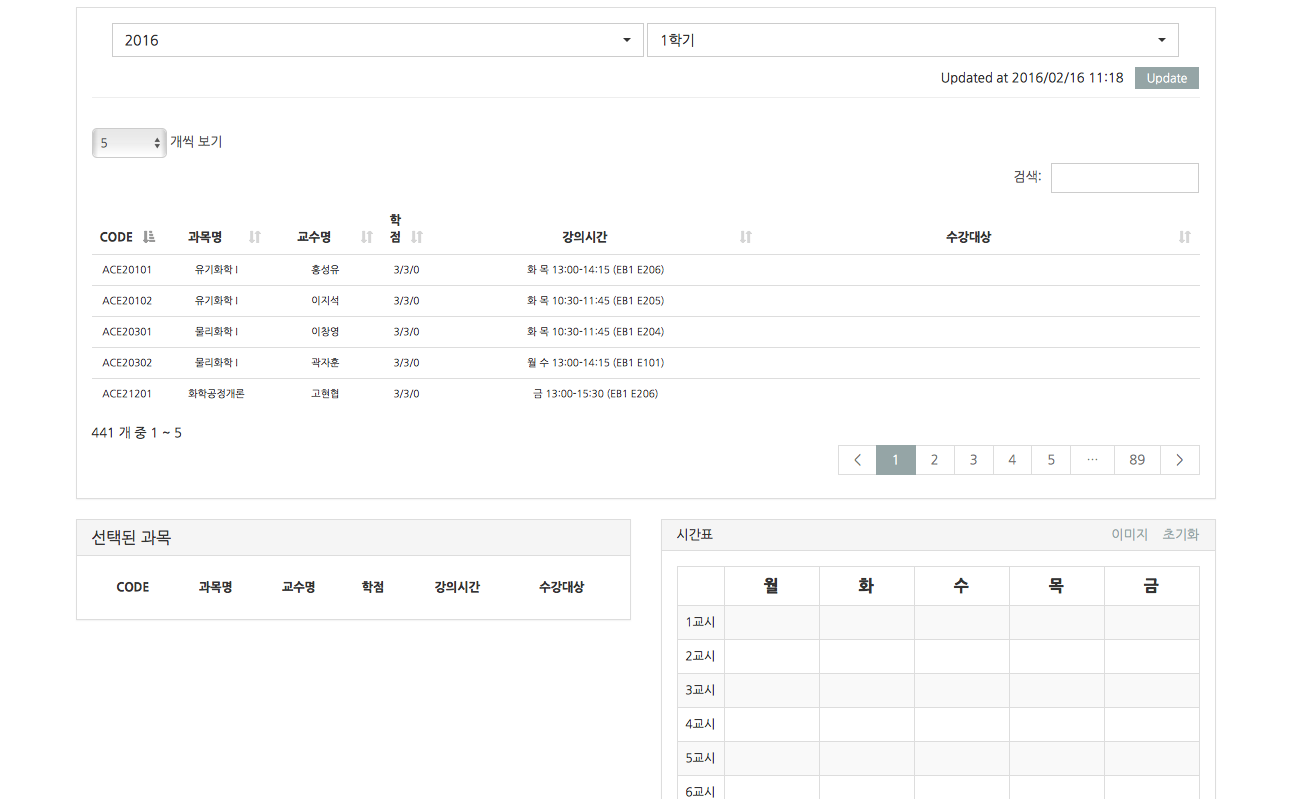 2016 1학기
Updated at 2016/02/16 11:18 Update
5 개씩 보기
검색:
CODE 과목명 교수명 학점 강의시간 수강대상
ACE20101 유기화학 I 홍성유 3/3/0 화 목 13:00-14:15 (EB1 E206)
ACE20102 유기화학 I 이지석 3/3/0 화 목 10:30-11:45 (EB1 E205)
ACE20301 물리화학 I 이창영 3/3/0 화 목 10:30-11:45 (EB1 E204)
ACE20302 물리화학 I 곽자훈 3/3/0 월 수 13:00-14:15 (EB1 E101)
ACE21201 화학공정개론 고현협 3/3/0 금 13:00-15:30 (EB1 E206)
441 개 중 1 ~ 5
< 1 2 3 4 5 ... 89 >
선택된 과목
CODE 과목명 교수명 학점 강의시간 수강대상
시간표 이미지 초기화
월 화 수 목 금
1교시
2교시
3교시
4교시
5교시
6교시